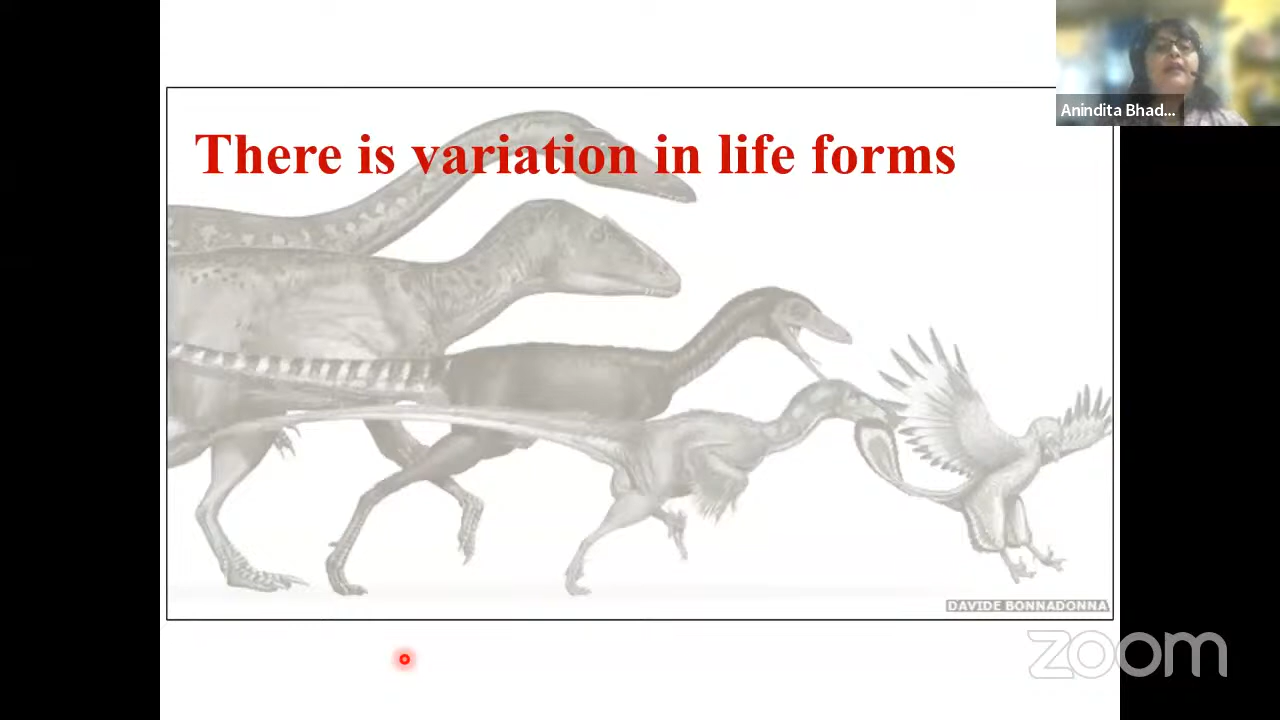 There is variation in life forms
Anindita Bhad...
DAVIDE BONNADONNA
zoom